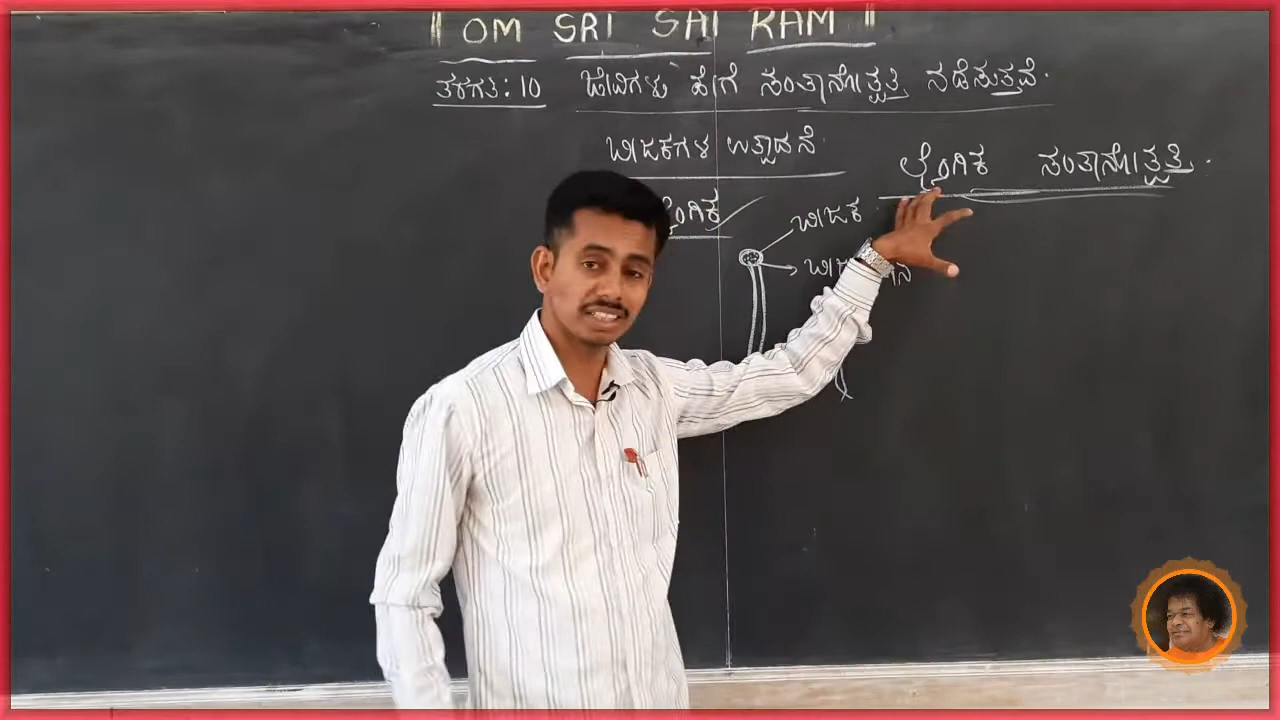 || OM SRI SAI RAM ||
ತರಗತಿ: 10 ಜೀವಿಗಳು ಹೇಗೆ ಸಂತಾನೋತ್ಪತ್ತಿ ನಡೆಸುತ್ತವೆ.
ಬೀಜಕಗಳ ಉತ್ಪಾದನೆ
ಲೈಂಗಿಕ ಸಂತಾನೋತ್ಪತ್ತಿ.
ಬೀಜಕ